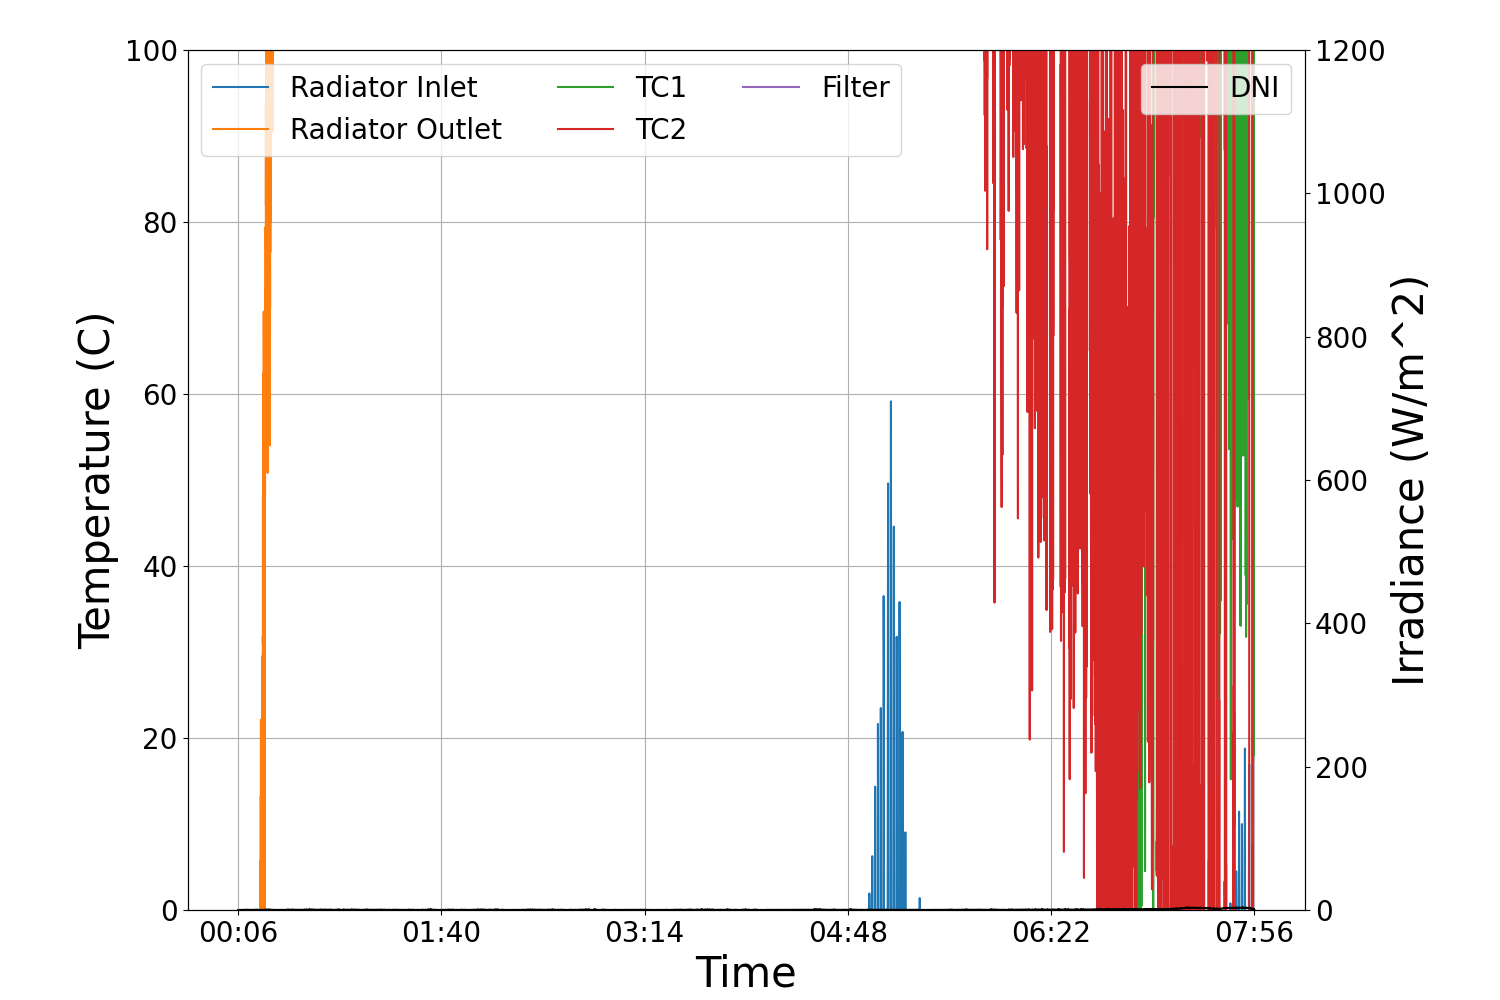 Radiator Inlet
Radiator Outlet
TC1
TC2
Filter
DNI
Temperature (C)
100
80
60
40
20
0
1200
1000
800
600
400
200
0
Irradiance (W/m^2)
00:06 01:40 03:14 04:48 06:22 07:56
Time